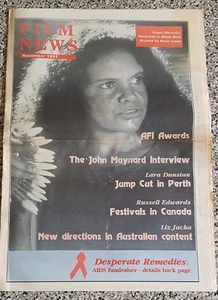 FILM
NEWS
November 1993
AFI Awards
The John Maynard Interview
Lara Dunston
Jump Cut in Perth
Russell Edwards
Festivals in Canada
Liz Jacka
New directions in Australian content
Desperate Remedies.
AIDS fundraiser - details back page